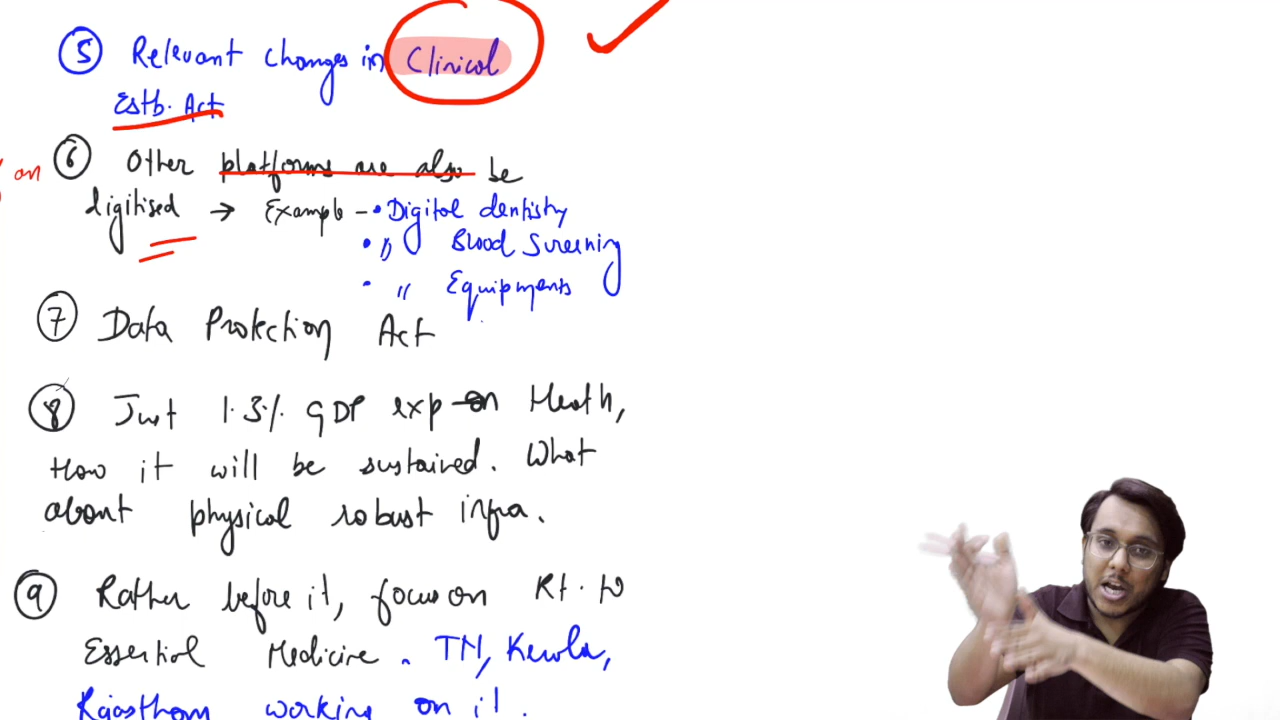 ⑤ Relevant changes in Clinical
Estb. Act
on
⑥ Other platforms are also be
digitised → Example - • Digital dentistry
• " Blood Screening
• " Equipments
⑦ Data Protection Act
⑧ Just 1.3% GDP exp on Heath,
How it will be sustained. What
about physical robust infra.
⑨ Rather before it, focus on Rt. to
Essential Medicine. TN, Kerala,
Rajasthan working on it.